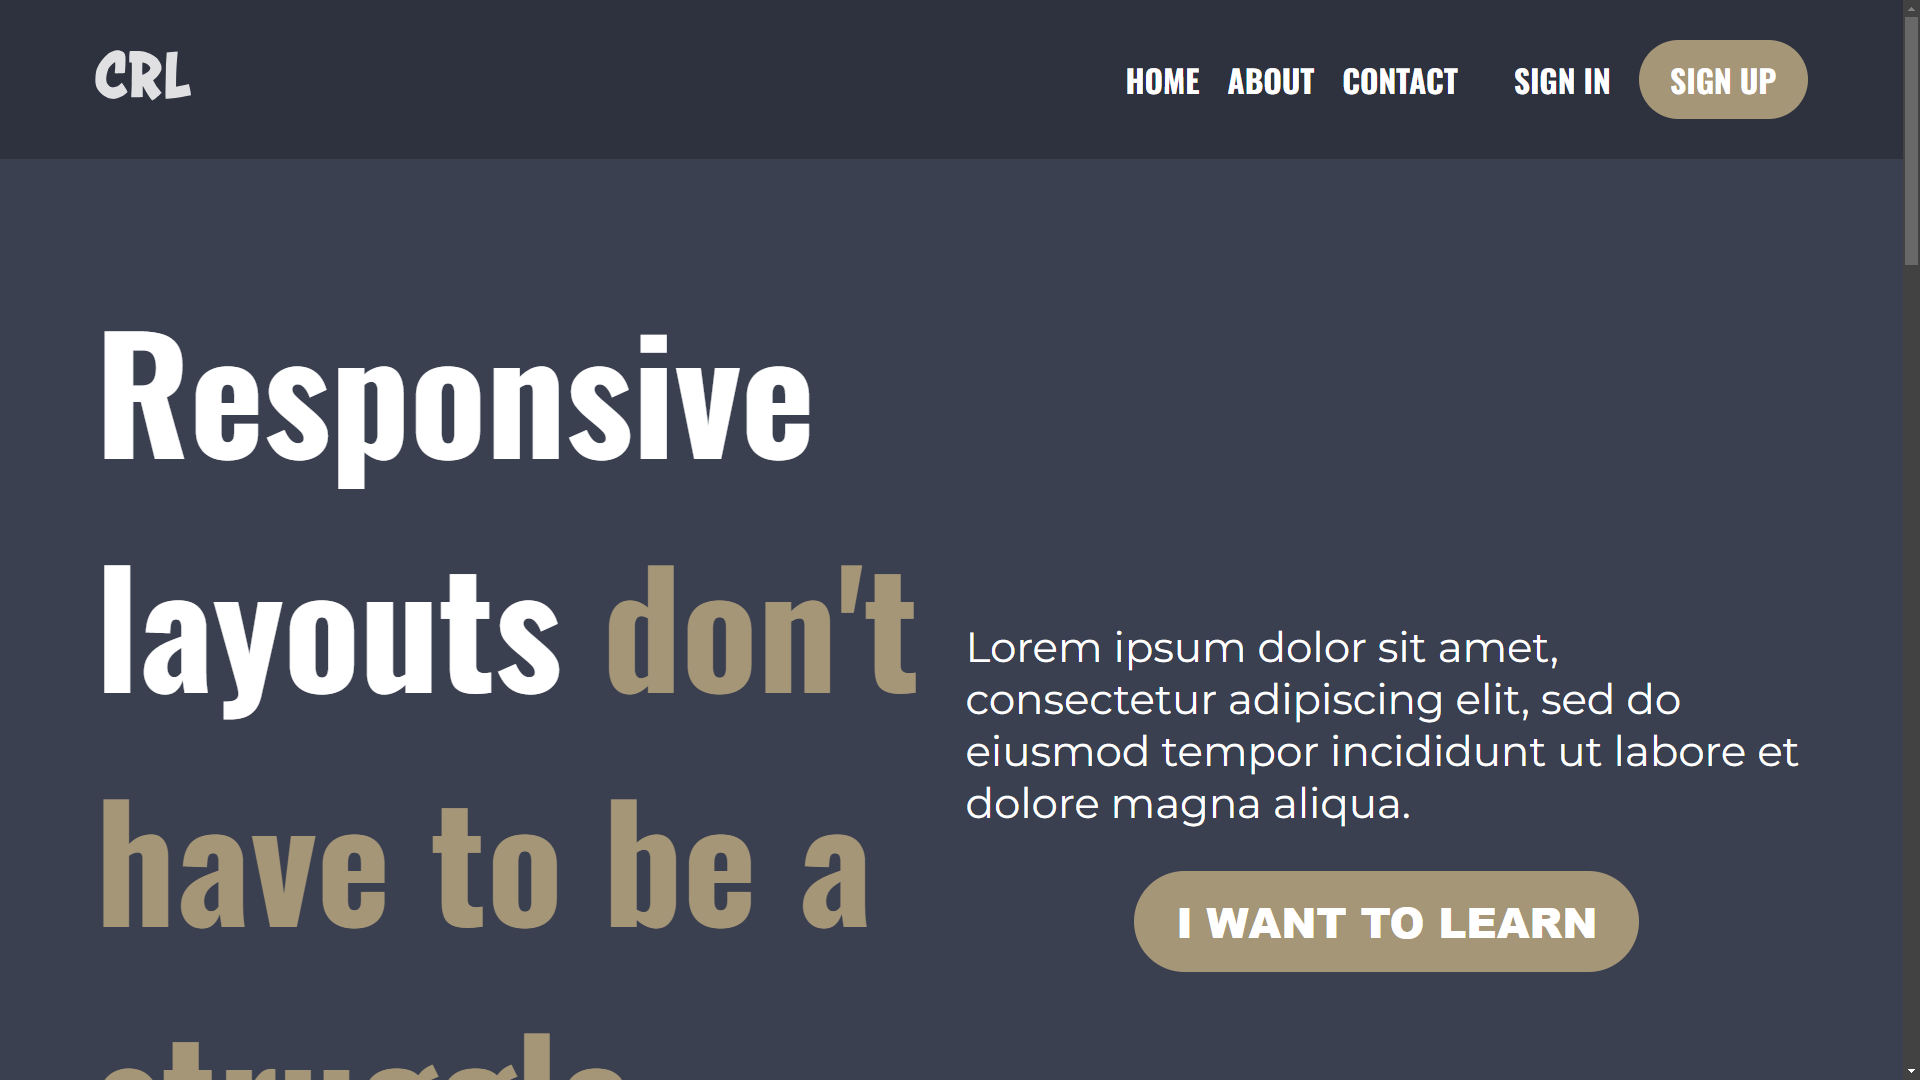 CRL
HOME ABOUT CONTACT SIGN IN SIGN UP
Responsive
layouts don't
have to be a
struggle
Lorem ipsum dolor sit amet,
consectetur adipiscing elit, sed do
eiusmod tempor incididunt ut labore et
dolore magna aliqua.
I WANT TO LEARN